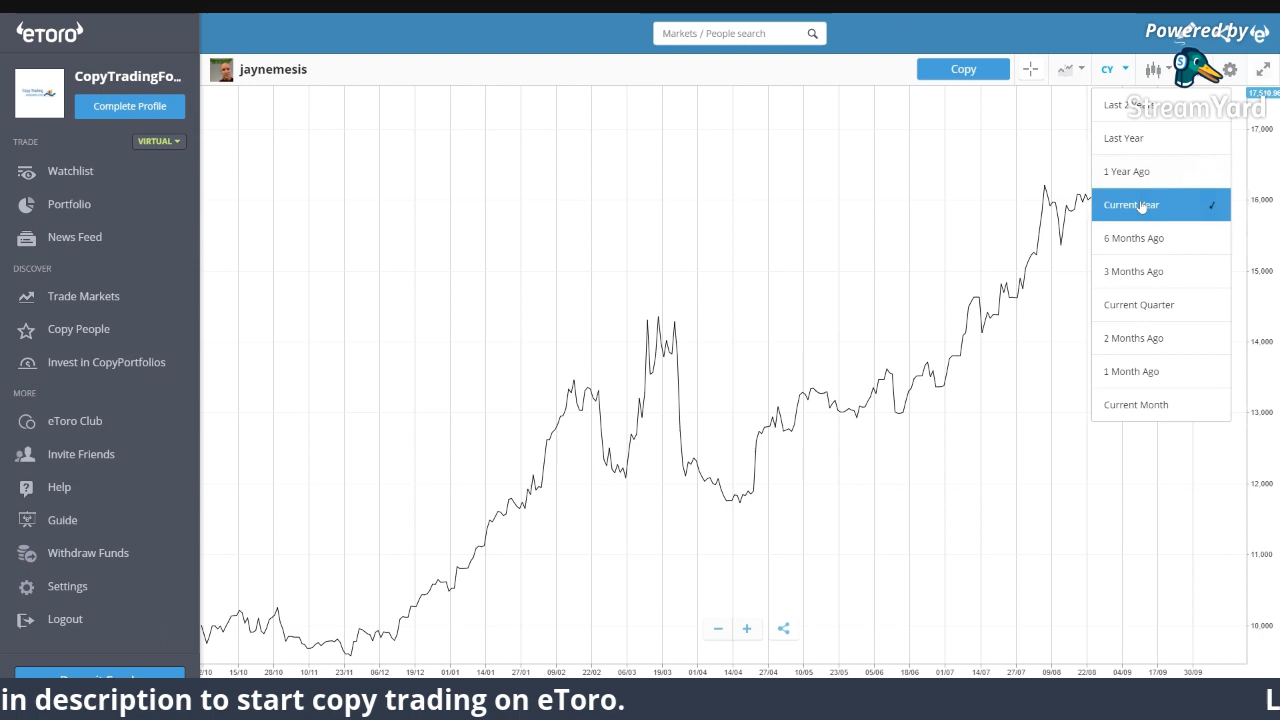 eToro
Markets / People search
Powered by
StreamYard
CopyTradingFo...
Complete Profile
TRADE
VIRTUAL
Watchlist
Portfolio
News Feed
DISCOVER
Trade Markets
Copy People
Invest in CopyPortfolios
MORE
eToro Club
Invite Friends
Help
Guide
Withdraw Funds
Settings
Logout
jaynemesis
Copy
CY
Last Year
1 Year Ago
Current Year
6 Months Ago
3 Months Ago
Current Quarter
2 Months Ago
1 Month Ago
Current Month
17,510.96
17,000
16,000
15,000
14,000
13,000
12,000
11,000
10,000
/10 15/10 28/10 10/11 23/11 06/12 19/12 01/01 14/01 27/01 09/02 22/02 06/03 19/03 01/04 14/04 27/04 10/05 23/05 05/06 18/06 01/07 14/07 27/07 09/08 22/08 04/09 17/09 30/09
in description to start copy trading on eToro.
L